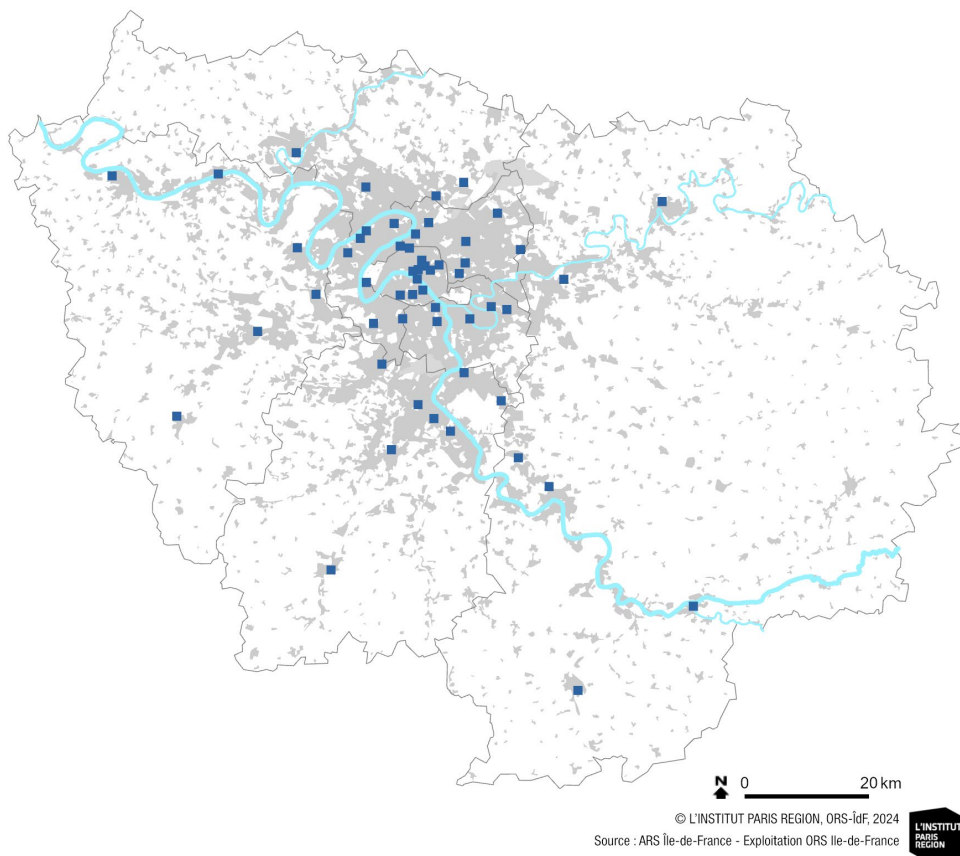 N 0 20 km
© L'INSTITUT PARIS REGION, ORS-ÎdF, 2024
Source : ARS Île-de-France - Exploitation ORS Ile-de-France
L'INSTITUT
PARIS
REGION